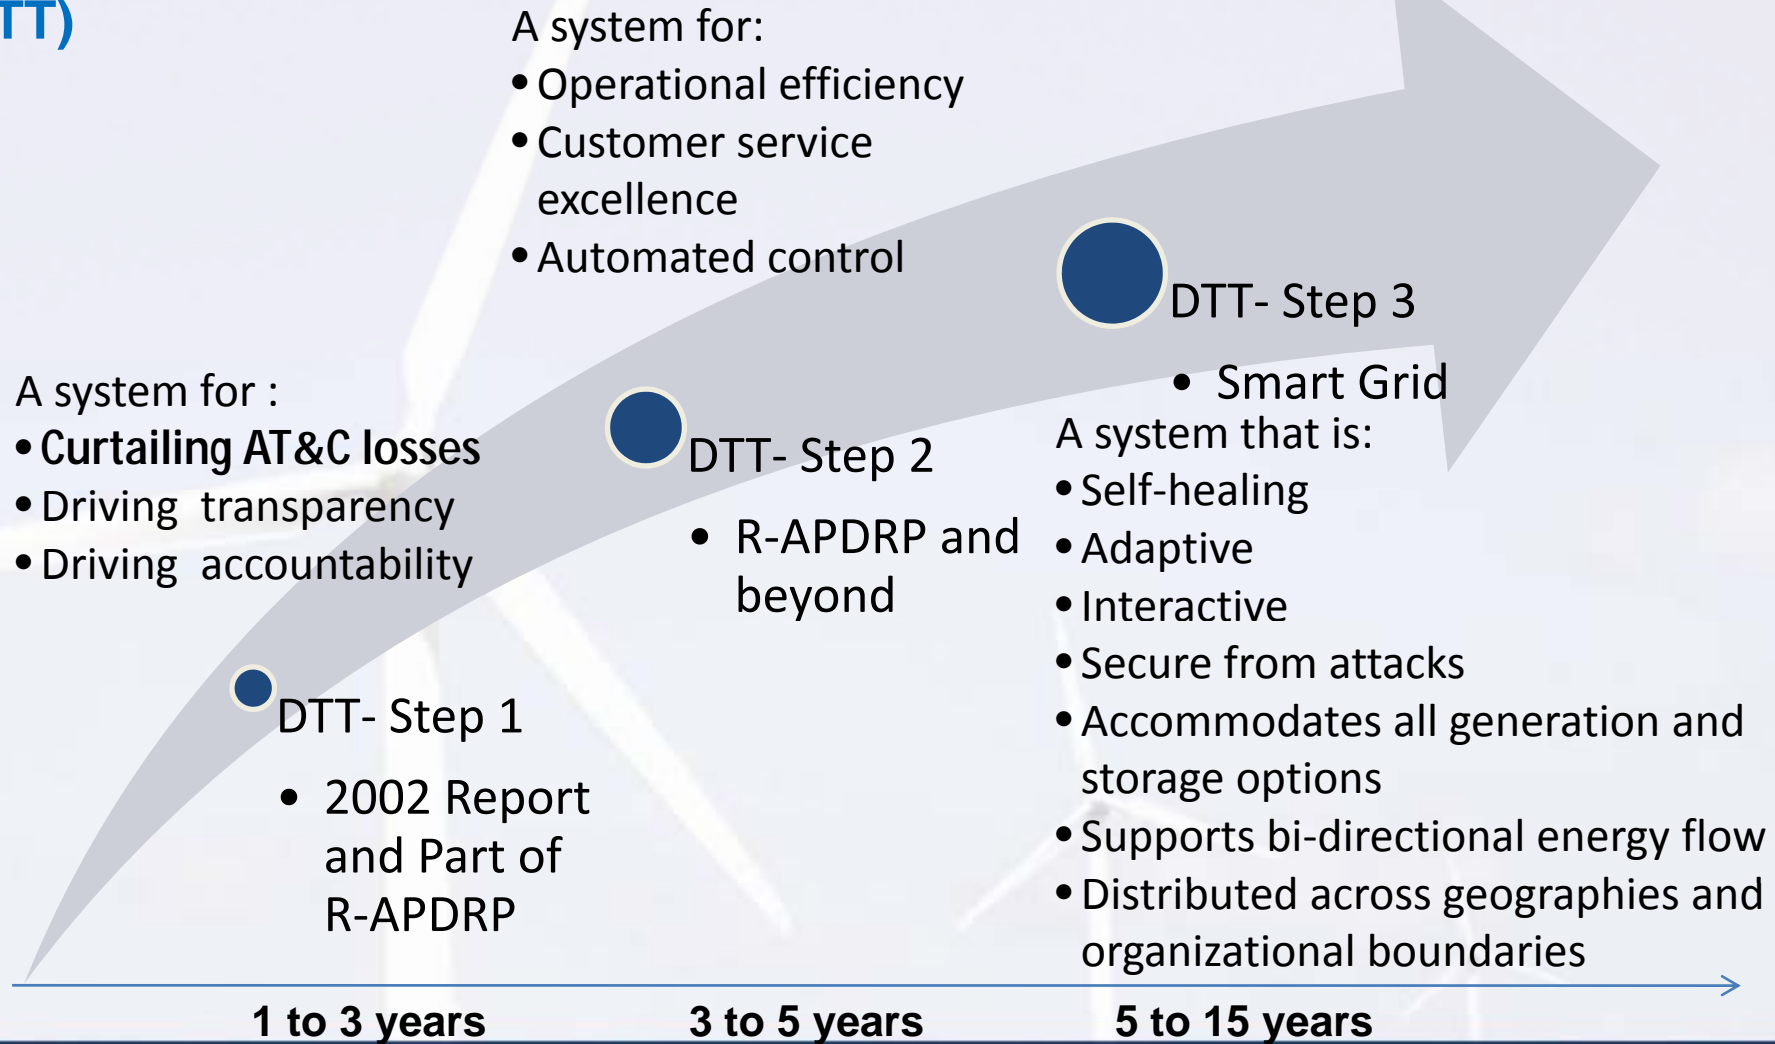 TT)
A system for:
• Operational efficiency
• Customer service
excellence
• Automated control
A system for :
• Curtailing AT&C losses
• Driving transparency
• Driving accountability
DTT- Step 1
• 2002 Report
and Part of
R-APDRP
DTT- Step 2
• R-APDRP and
beyond
DTT- Step 3
• Smart Grid
A system that is:
• Self-healing
• Adaptive
• Interactive
• Secure from attacks
• Accommodates all generation and
storage options
• Supports bi-directional energy flow
• Distributed across geographies and
organizational boundaries
1 to 3 years
3 to 5 years
5 to 15 years